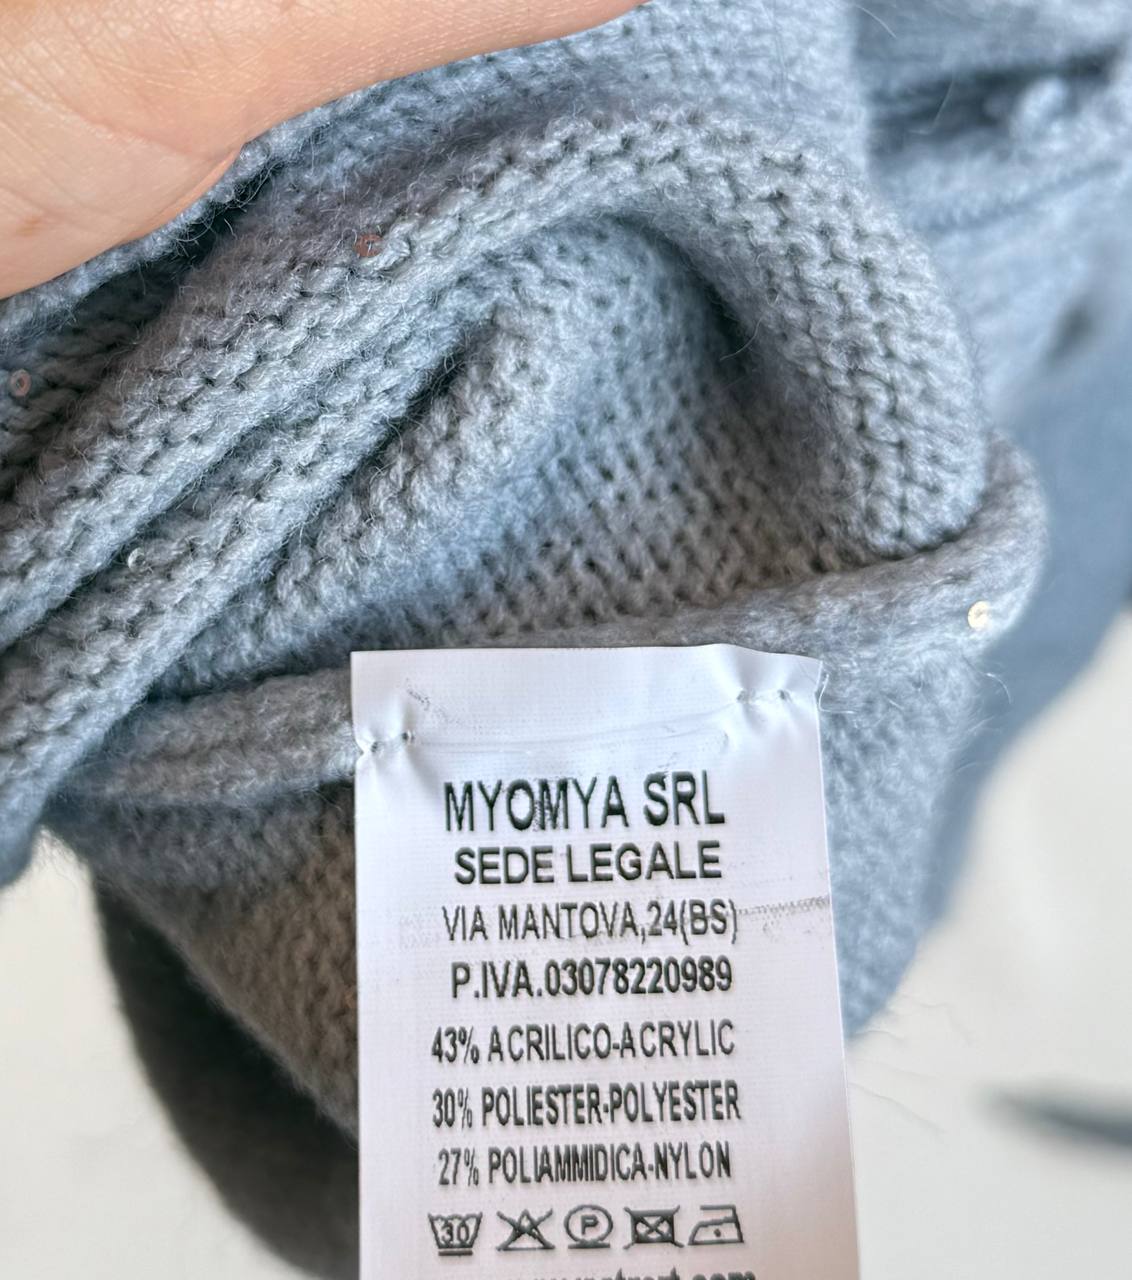 MYOMYA SRL
SEDE LEGALE
VIA MANTOVA,24(BS)
P.IVA.03078220989
43% ACRILICO-ACRYLIC
30% POLIESTER-POLYESTER
27% POLIAMMIDICA-NYLON
30 P